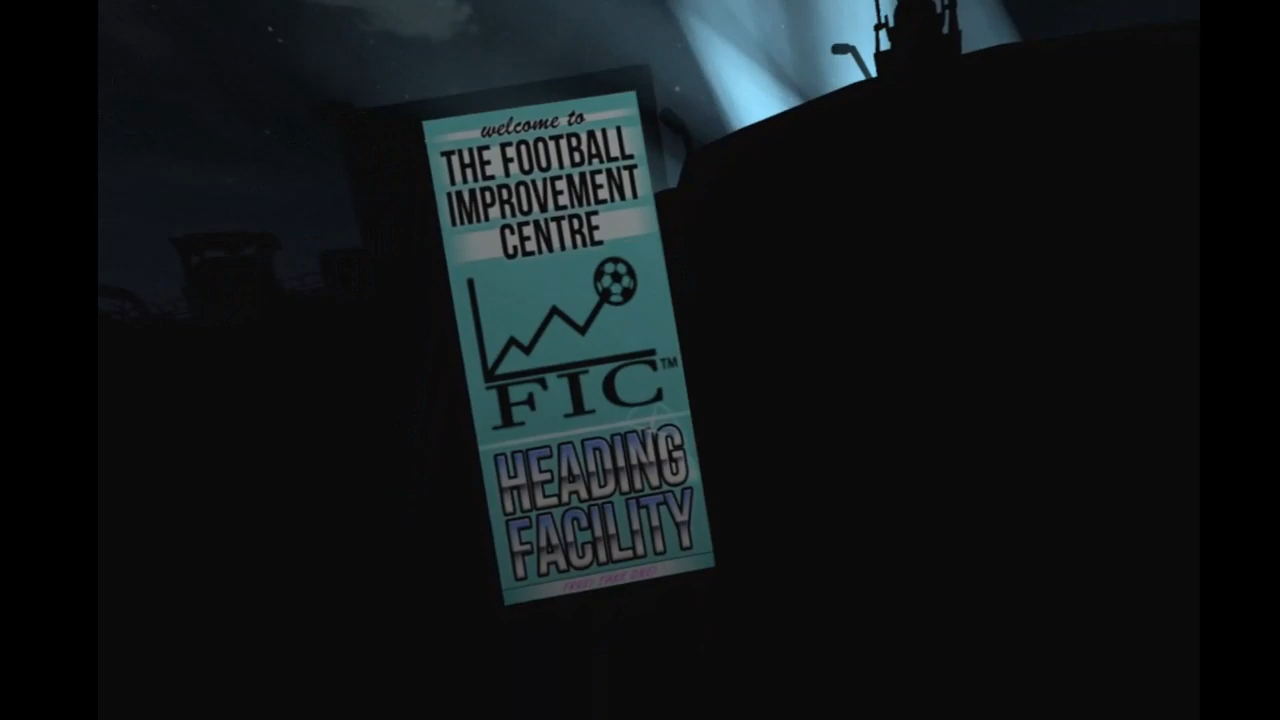 welcome to
THE FOOTBALL
IMPROVEMENT
CENTRE
FIC™
HEADING
FACILITY